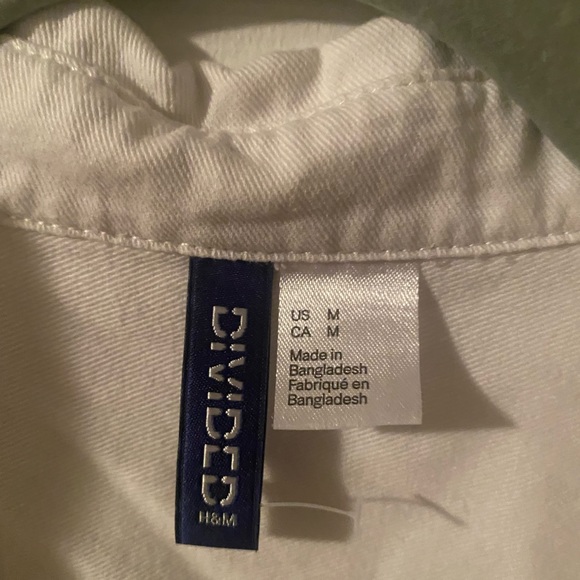 DIVIDED
H&M
US M
CA M
Made in
Bangladesh
Fabriqué en
Bangladesh